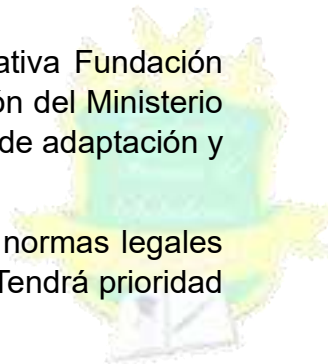 ativa Fundación
ón del Ministerio
de adaptación y
normas legales
Tendrá prioridad